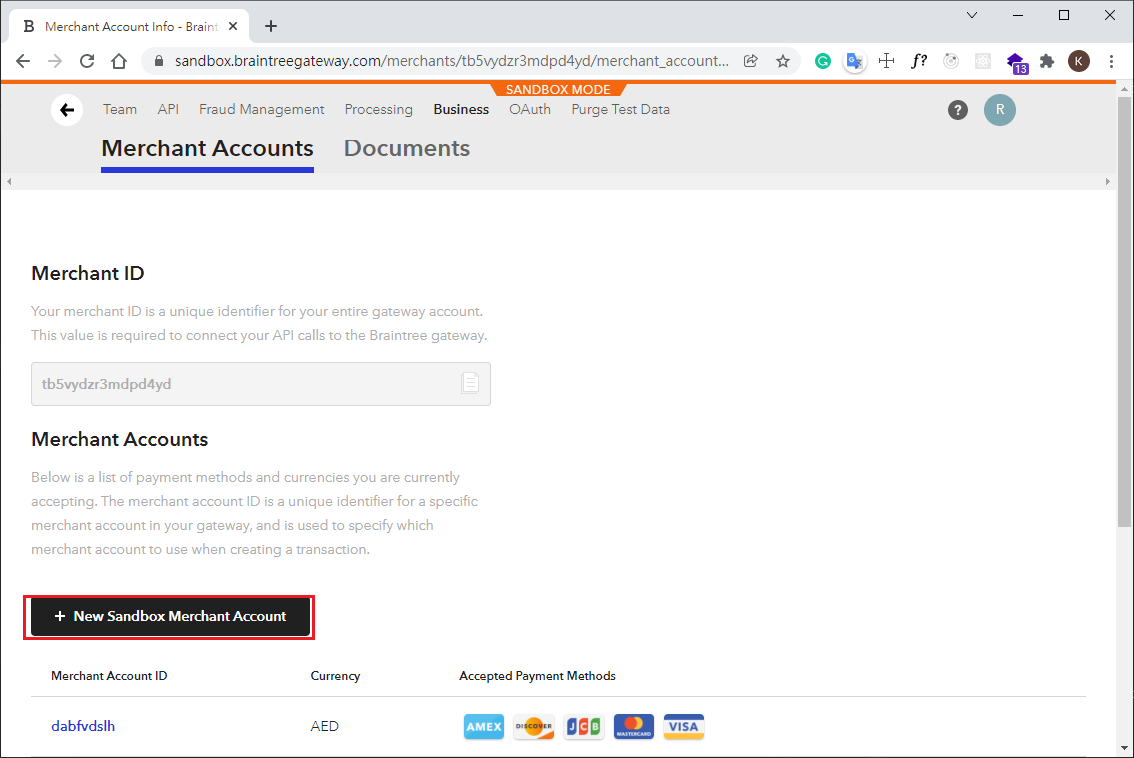 B Merchant Account Info - Braint
sandbox.braintreegateway.com/merchants/tb5vydzr3mdpd4yd/merchant_account...
f?
13
K
SANDBOX MODE
Team API Fraud Management Processing Business OAuth Purge Test Data
? R
Merchant Accounts Documents
Merchant ID
Your merchant ID is a unique identifier for your entire gateway account.
This value is required to connect your API calls to the Braintree gateway.
tb5vydzr3mdpd4yd
Merchant Accounts
Below is a list of payment methods and currencies you are currently
accepting. The merchant account ID is a unique identifier for a specific
merchant account in your gateway, and is used to specify which
merchant account to use when creating a transaction.
+ New Sandbox Merchant Account
Merchant Account ID Currency Accepted Payment Methods
dabfvdslh AED AMEX DISCOVER JCB MASTERCARD VISA